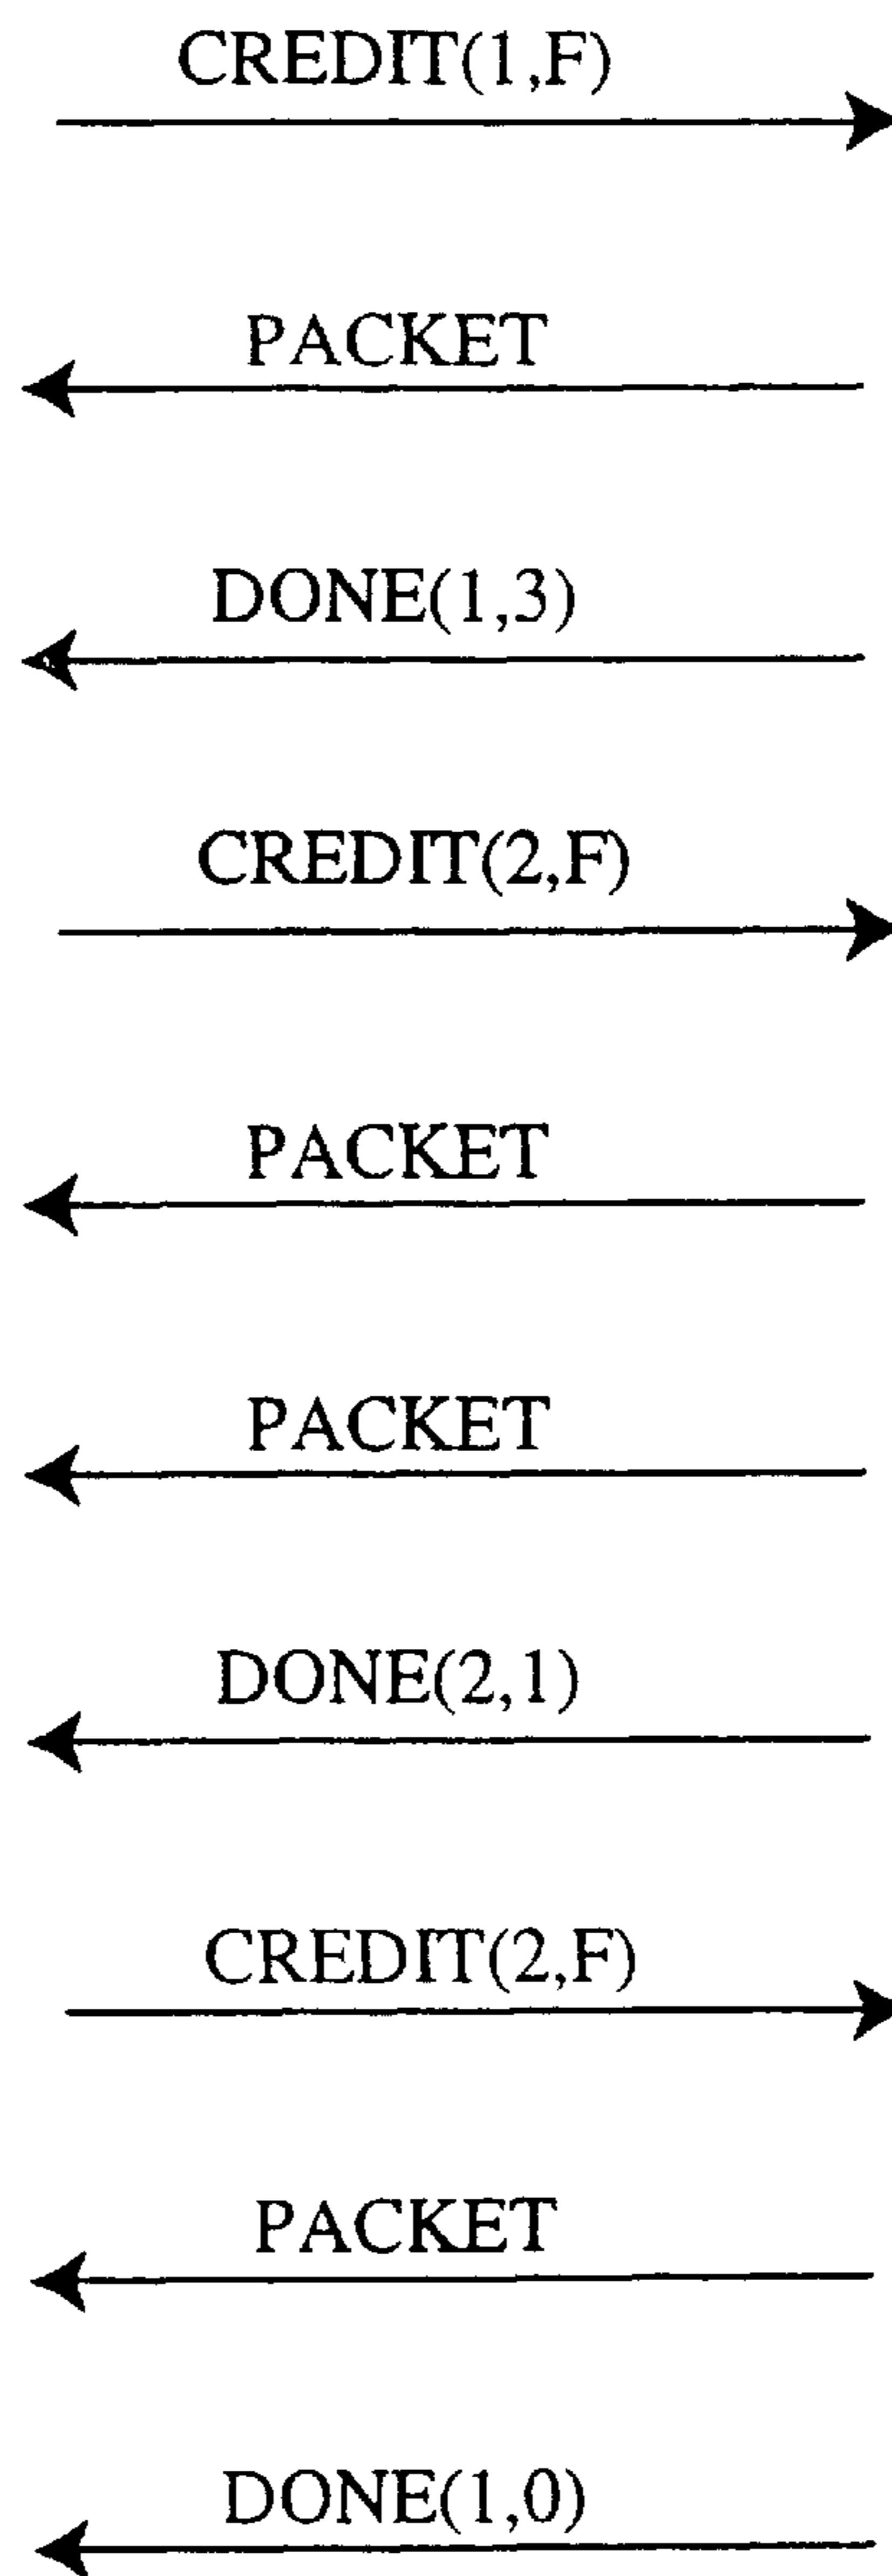 CREDIT(1,F)
PACKET
DONE(1,3)
CREDIT(2,F)
PACKET
PACKET
DONE(2,1)
CREDIT(2,F)
PACKET
DONE(1,0)